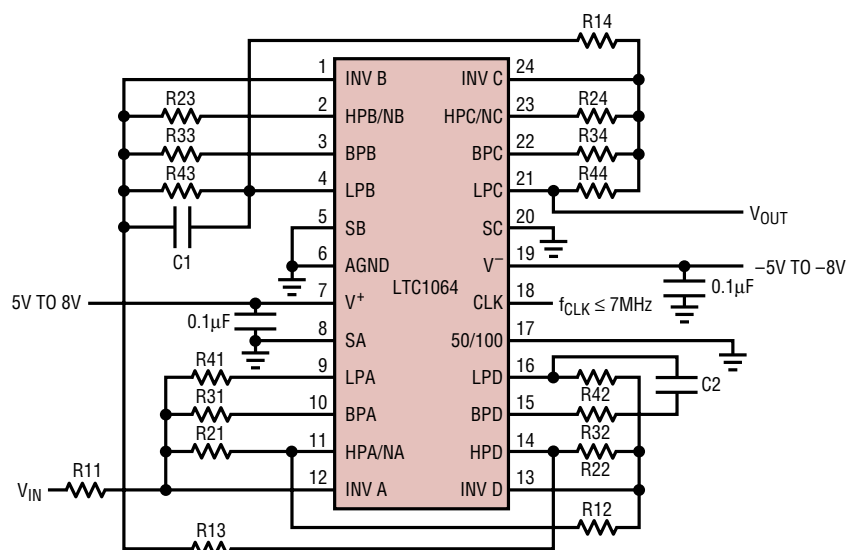 R14
1 INV B INV C 24
R23 2 HPB/NB HPC/NC 23 R24
R33 3 BPB BPC 22 R34
R43 4 LPB LPC 21 R44
VOUT
C1
5 SB SC 20
6 AGND V– 19 –5V TO –8V
LTC1064
0.1μF
5V TO 8V 7 V+ CLK 18 fCLK ≤ 7MHz
0.1μF
8 SA 50/100 17
R41 9 LPA LPD 16 R42
C2
R31 10 BPA BPD 15 R32
R21 11 HPA/NA HPD 14 R22
VIN R11 12 INV A INV D 13
R12
R13